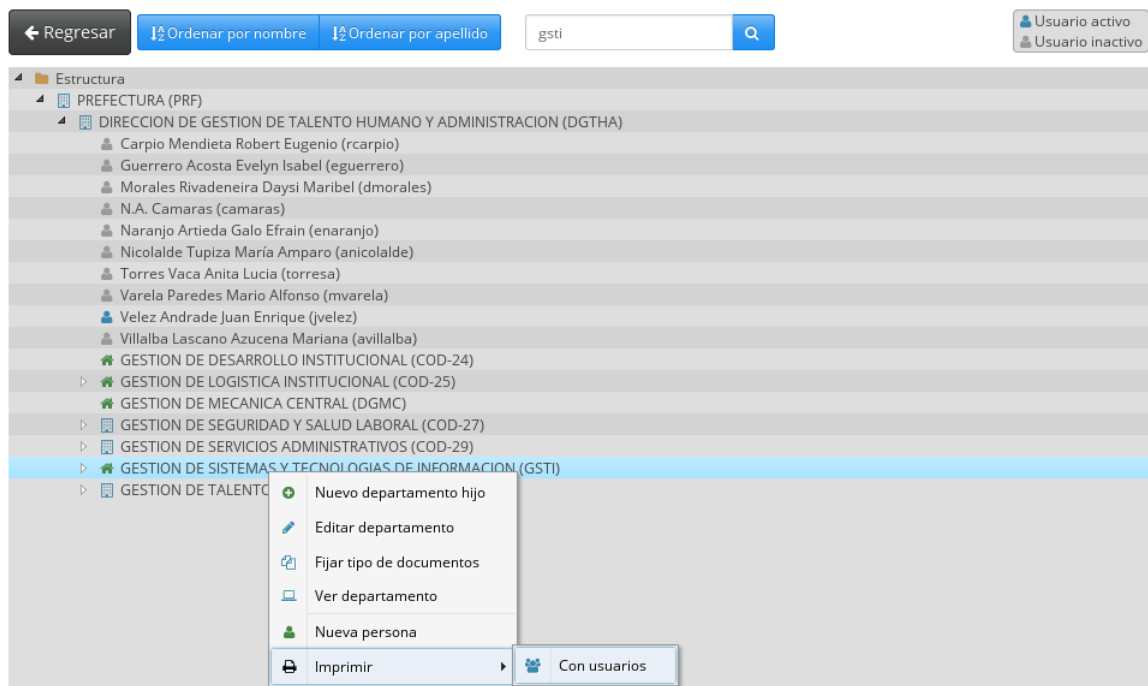 Regresar
Ordenar por nombre
Ordenar por apellido
gsti
Usuario activo
Usuario inactivo
Estructura
PREFECTURA (PRF)
DIRECCION DE GESTION DE TALENTO HUMANO Y ADMINISTRACION (DGTHA)
Carpio Mendieta Robert Eugenio (rcarpio)
Guerrero Acosta Evelyn Isabel (eguerrero)
Morales Rivadeneira Daysi Maribel (dmorales)
N.A. Camaras (camaras)
Naranjo Artieda Galo Efrain (enaranjo)
Nicolalde Tupiza María Amparo (anicolalde)
Torres Vaca Anita Lucia (torresa)
Varela Paredes Mario Alfonso (mvarela)
Velez Andrade Juan Enrique (jvelez)
Villalba Lascano Azucena Mariana (avillalba)
GESTION DE DESARROLLO INSTITUCIONAL (COD-24)
GESTION DE LOGISTICA INSTITUCIONAL (COD-25)
GESTION DE MECANICA CENTRAL (DGMC)
GESTION DE SEGURIDAD Y SALUD LABORAL (COD-27)
GESTION DE SERVICIOS ADMINISTRATIVOS (COD-29)
GESTION DE SISTEMAS Y TECNOLOGIAS DE INFORMACION (GSTI)
GESTION DE TALENTO
Nuevo departamento hijo
Editar departamento
Fijar tipo de documentos
Ver departamento
Nueva persona
Imprimir
Con usuarios